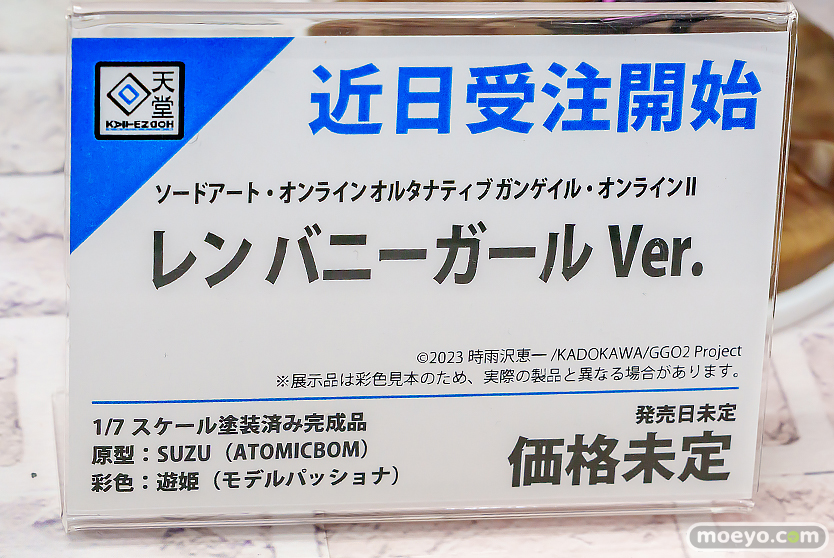 天堂
近日受注開始
ソードアート・オンライン オルタナティブ ガンゲイル・オンラインII
レン バニーガール Ver.
©2023 時雨沢恵一 /KADOKAWA/GGO2 Project
※展示品は彩色見本のため、実際の製品と異なる場合があります。
1/7 スケール塗装済み完成品
原型：SUZU（ATOMICBOM）
彩色：遊姫（モデルパッショナ）
発売日未定
価格未定
moeyo.com